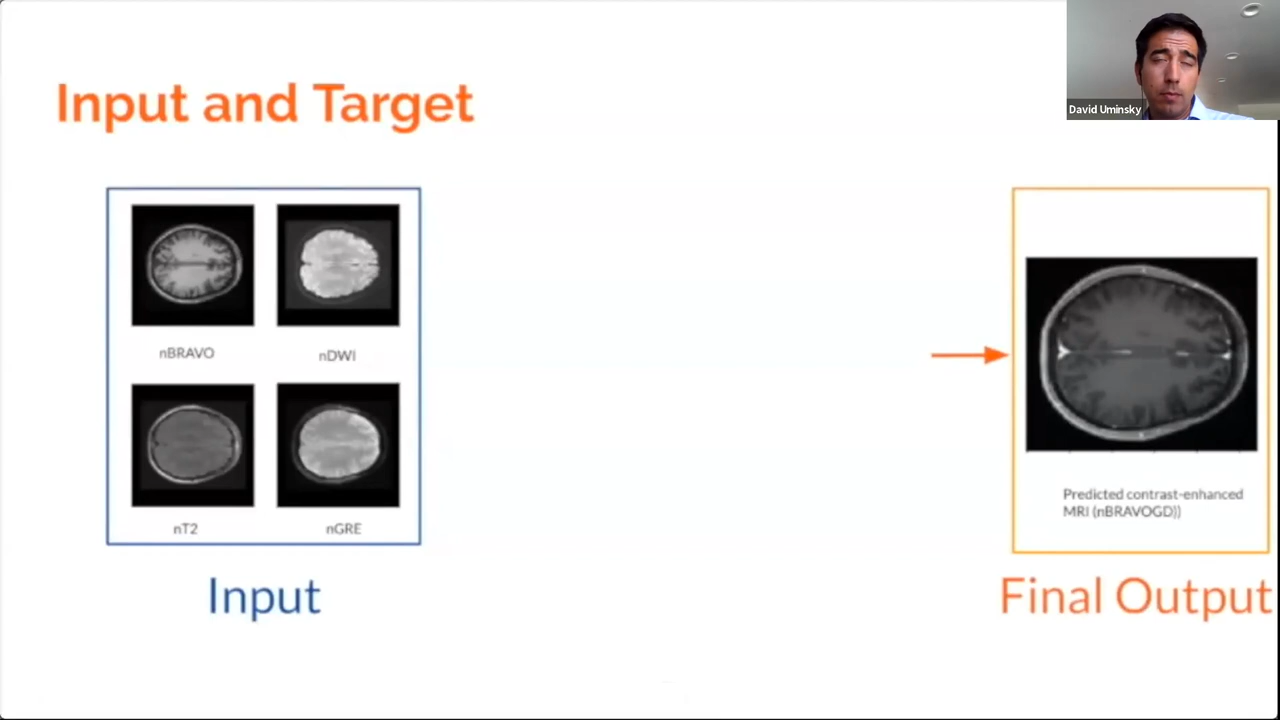 Input and Target
David Uminsky
nBRAVO
nDWI
nT2
nGRE
Input
Predicted contrast-enhanced
MRI (nBRAVOGD))
Final Output